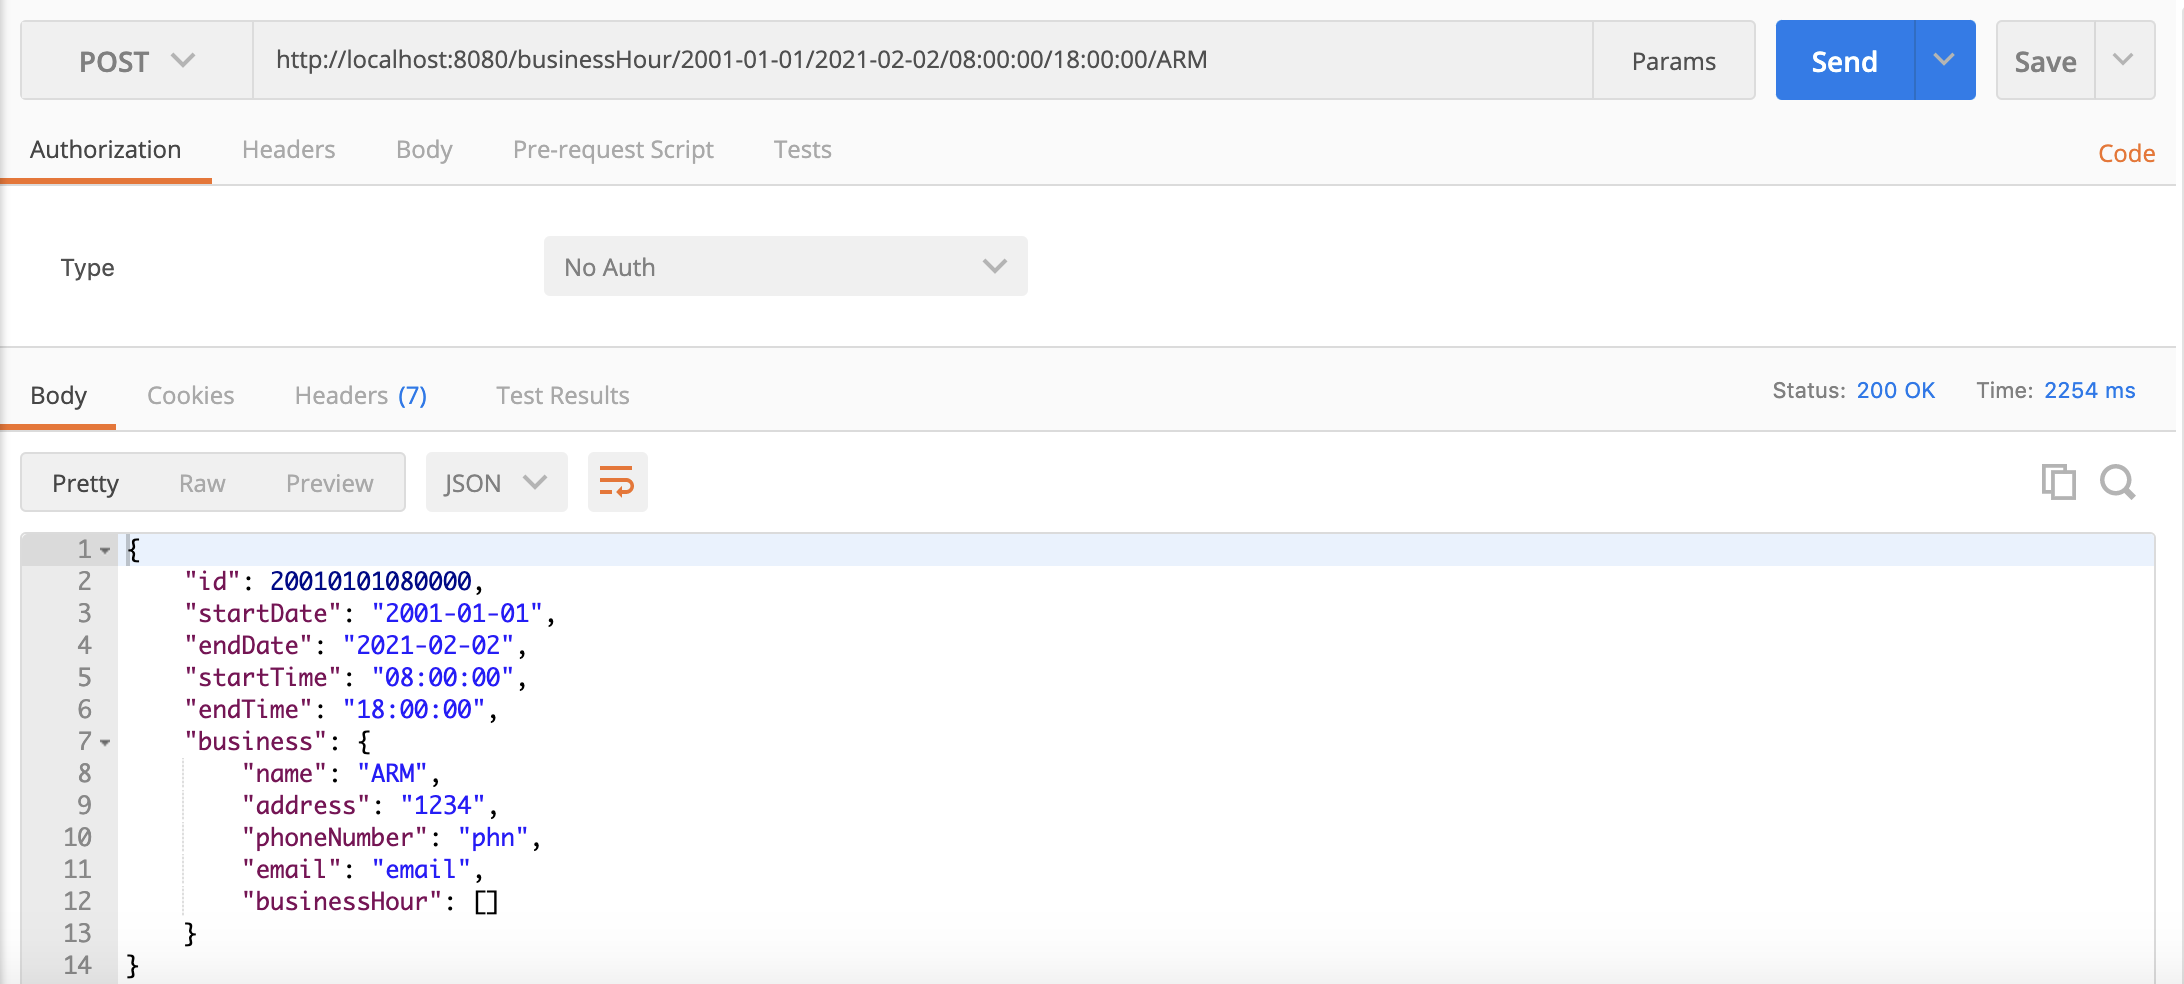 POST http://localhost:8080/businessHour/2001-01-01/2021-02-02/08:00:00/18:00:00/ARM Params Send Save
Authorization Headers Body Pre-request Script Tests Code
Type No Auth
Body Cookies Headers (7) Test Results Status: 200 OK Time: 2254 ms
Pretty Raw Preview JSON
1 {
2 "id": 20010101080000,
3 "startDate": "2001-01-01",
4 "endDate": "2021-02-02",
5 "startTime": "08:00:00",
6 "endTime": "18:00:00",
7 "business": {
8 "name": "ARM",
9 "address": "1234",
10 "phoneNumber": "phn",
11 "email": "email",
12 "businessHour": []
13 }
14 }